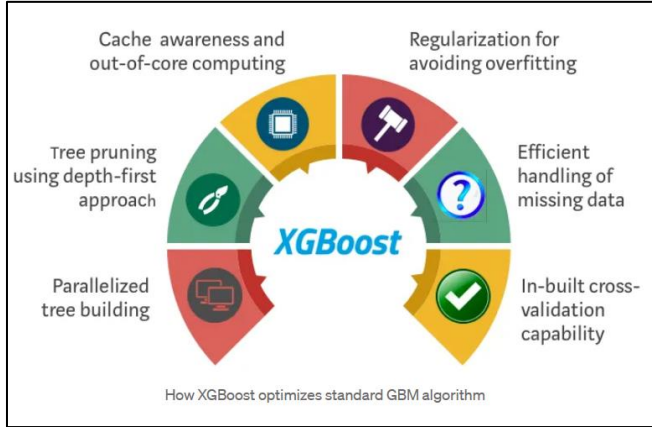 Cache awareness and
out-of-core computing
Regularization for
avoiding overfitting
Tree pruning
using depth-first
approach
Efficient
handling of
missing data
XGBoost
Parallelized
tree building
In-built cross-
validation
capability
How XGBoost optimizes standard GBM algorithm